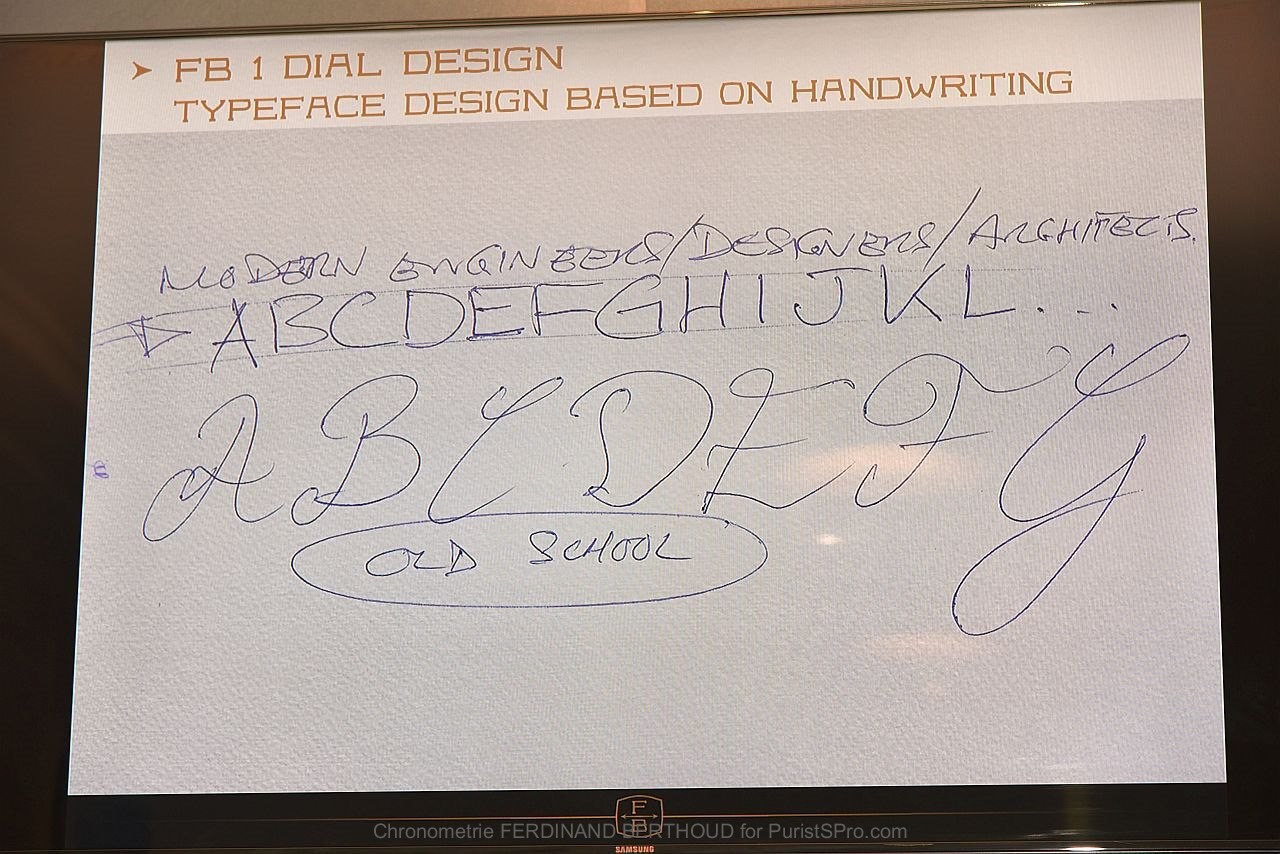 ➤ FB 1 DIAL DESIGN
TYPEFACE DESIGN BASED ON HANDWRITING
MODERN ENGINEERS/DESIGNERS/ARCHITECTS.
ABCDEFGHIJKL...
A B C D E F G
OLD SCHOOL
F
B
Chronometrie FERDINAND BERTHOUD for PuristSPro.com
SAMSUNG